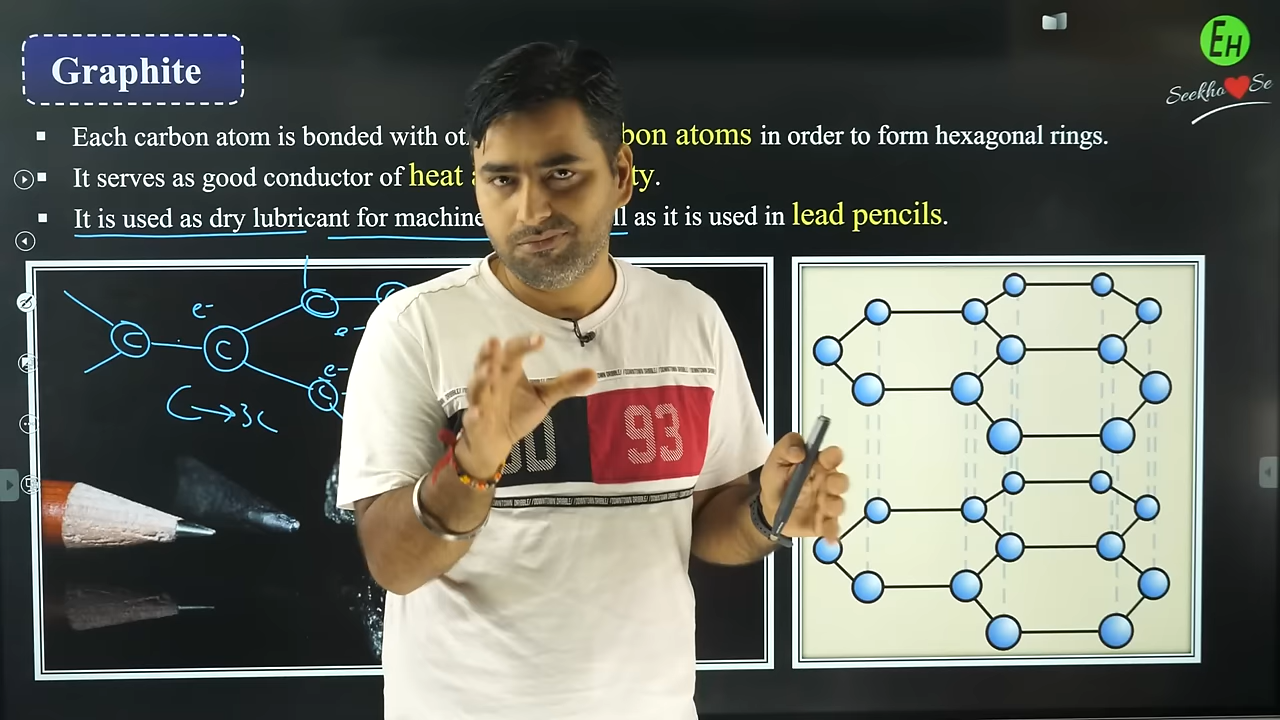 Graphite
EH
Seekho Se
Each carbon atom is bonded with bon atoms in order to form hexagonal rings.
It serves as good conductor of heat ty.
It is used as dry lubricant for machine ll as it is used in lead pencils.
C C C
e-
e-
e-
C C
C→3C
93